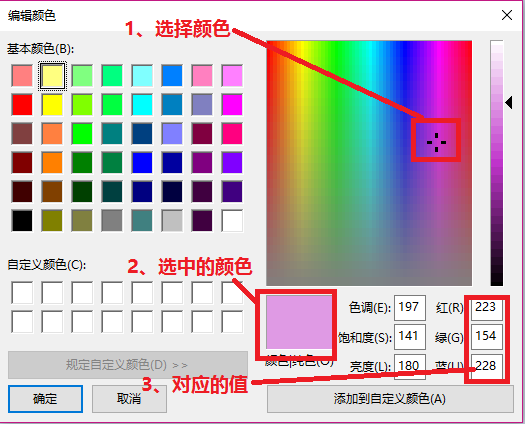 编辑颜色
1、选择颜色
基本颜色(B):
自定义颜色(C):
2、选中的颜色
色调(E): 197 红(R) 223
饱和度(S): 141 绿(G) 154
颜色|纯色(O) 亮度(L): 180 蓝(U) 228
规定自定义颜色(D) >>
3、对应的值
确定 取消 添加到自定义颜色(A)